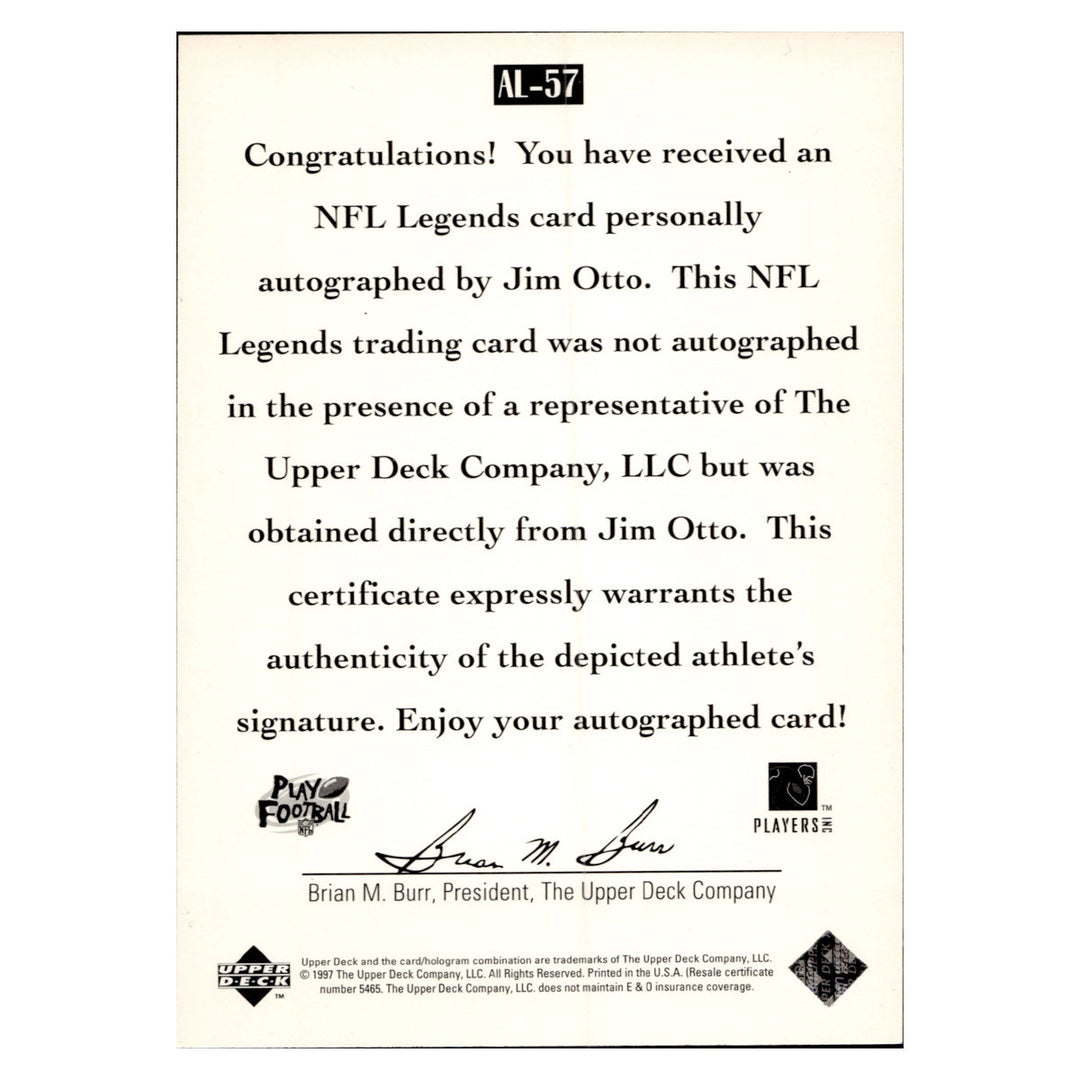 AL-57
Congratulations! You have received an
NFL Legends card personally
autographed by Jim Otto. This NFL
Legends trading card was not autographed
in the presence of a representative of The
Upper Deck Company, LLC but was
obtained directly from Jim Otto. This
certificate expressly warrants the
authenticity of the depicted athlete's
signature. Enjoy your autographed card!
PLAY
FOOTBALL
NFL
TM
PLAYERS INC
Brian M. Burr
Brian M. Burr, President, The Upper Deck Company
UPPER
D·E·C·K
TM
Upper Deck and the card/hologram combination are trademarks of The Upper Deck Company, LLC.
© 1997 The Upper Deck Company, LLC. All Rights Reserved. Printed in the U.S.A. (Resale certificate
number 5465. The Upper Deck Company, LLC. does not maintain E & O insurance coverage.